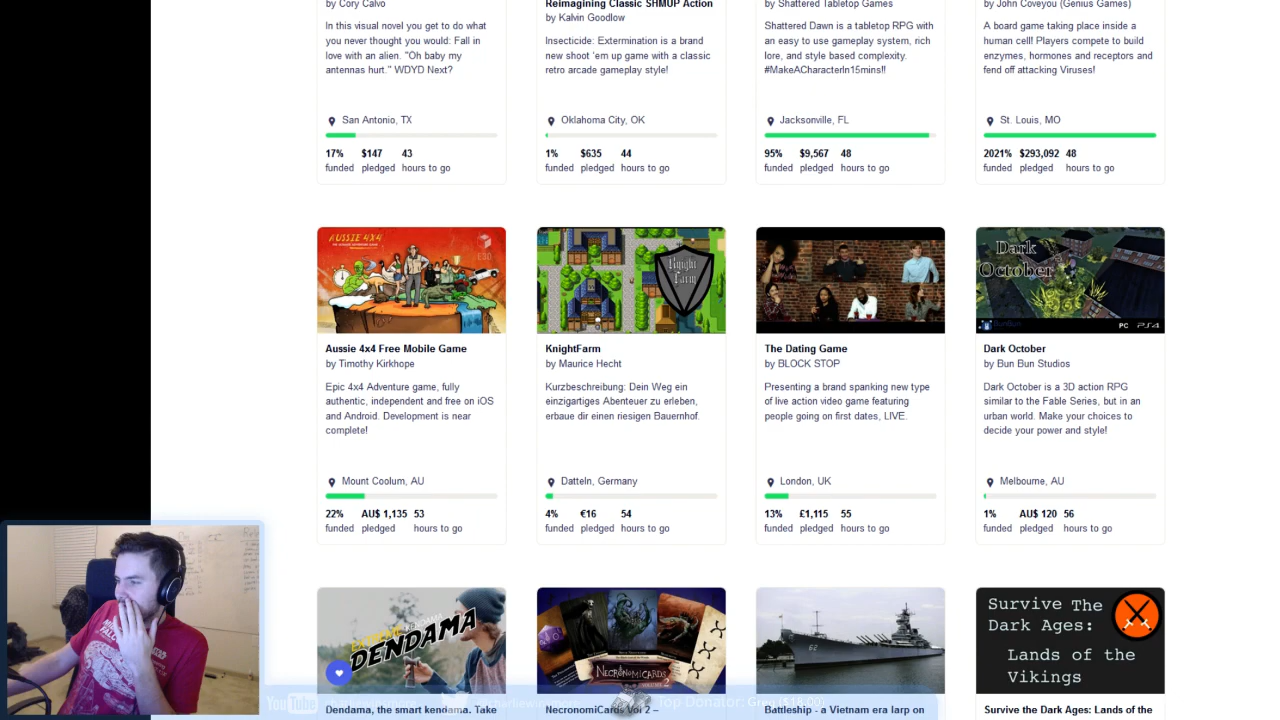 by Cory Calvo
In this visual novel you get to do what
you never thought you would: Fall in
love with an alien. "Oh baby my
antennas hurt." WDYD Next?
San Antonio, TX
17% $147 43
funded pledged hours to go
Reimagining Classic SHMUP Action
by Kalvin Goodlow
Insecticide: Extermination is a brand
new shoot 'em up game with a classic
retro arcade gameplay style!
Oklahoma City, OK
1% $635 44
funded pledged hours to go
by Shattered Tabletop Games
Shattered Dawn is a tabletop RPG with
an easy to use gameplay system, rich
lore, and style based complexity.
#MakeACharacterIn15mins!!
Jacksonville, FL
95% $9,567 48
funded pledged hours to go
by John Coveyou (Genius Games)
A board game taking place inside a
human cell! Players compete to build
enzymes, hormones and receptors and
fend off attacking Viruses!
St. Louis, MO
2021% $293,092 48
funded pledged hours to go
AUSSIE 4X4
Aussie 4x4 Free Mobile Game
by Timothy Kirkhope
Epic 4x4 Adventure game, fully
authentic, independent and free on iOS
and Android. Development is near
complete!
Mount Coolum, AU
22% AU$ 1,135 53
funded pledged hours to go
Knight
Farm
KnightFarm
by Maurice Hecht
Kurzbeschreibung: Dein Weg ein
einzigartiges Abenteuer zu erleben,
erbaue dir einen riesigen Bauernhof.
Datteln, Germany
4% €16 54
funded pledged hours to go
The Dating Game
by BLOCK STOP
Presenting a brand spanking new type
of live action video game featuring
people going on first dates, LIVE.
London, UK
13% £1,115 55
funded pledged hours to go
Dark
October
BunBun
PC PS4
Dark October
by Bun Bun Studios
Dark October is a 3D action RPG
similar to the Fable Series, but in an
urban world. Make your choices to
decide your power and style!
Melbourne, AU
1% AU$ 120 56
funded pledged hours to go
DENDAMA
Dendama, the smart kendama. Take
NECRONOMICARDS
2
NecronomiCards Vol 2 –
62
Battleship - a Vietnam era larp on
Survive The
Dark Ages:
Lands of the
Vikings
Survive the Dark Ages: Lands of the
YouTube
Top Donator: Greg ($18.00)